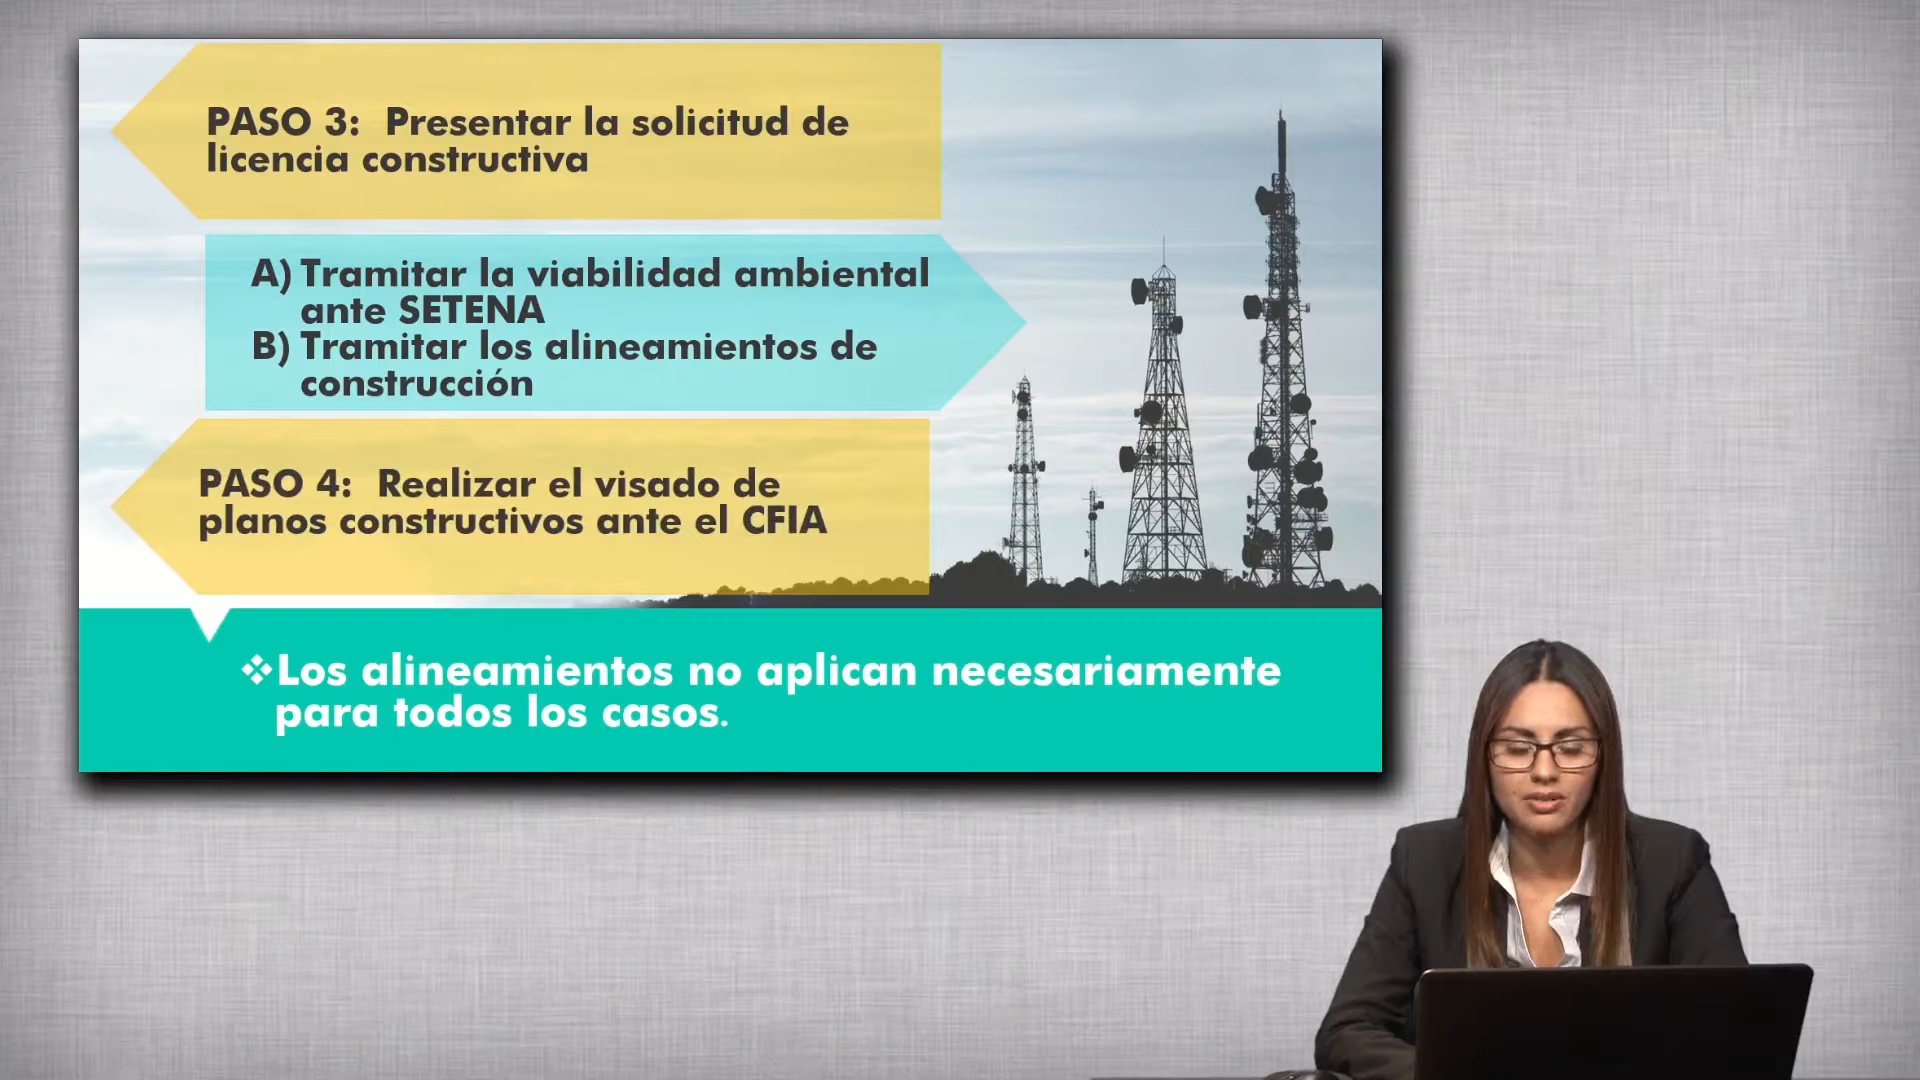 PASO 3: Presentar la solicitud de
licencia constructiva
A) Tramitar la viabilidad ambiental
ante SETENA
B) Tramitar los alineamientos de
construcción
PASO 4: Realizar el visado de
planos constructivos ante el CFIA
❖Los alineamientos no aplican necesariamente
para todos los casos.